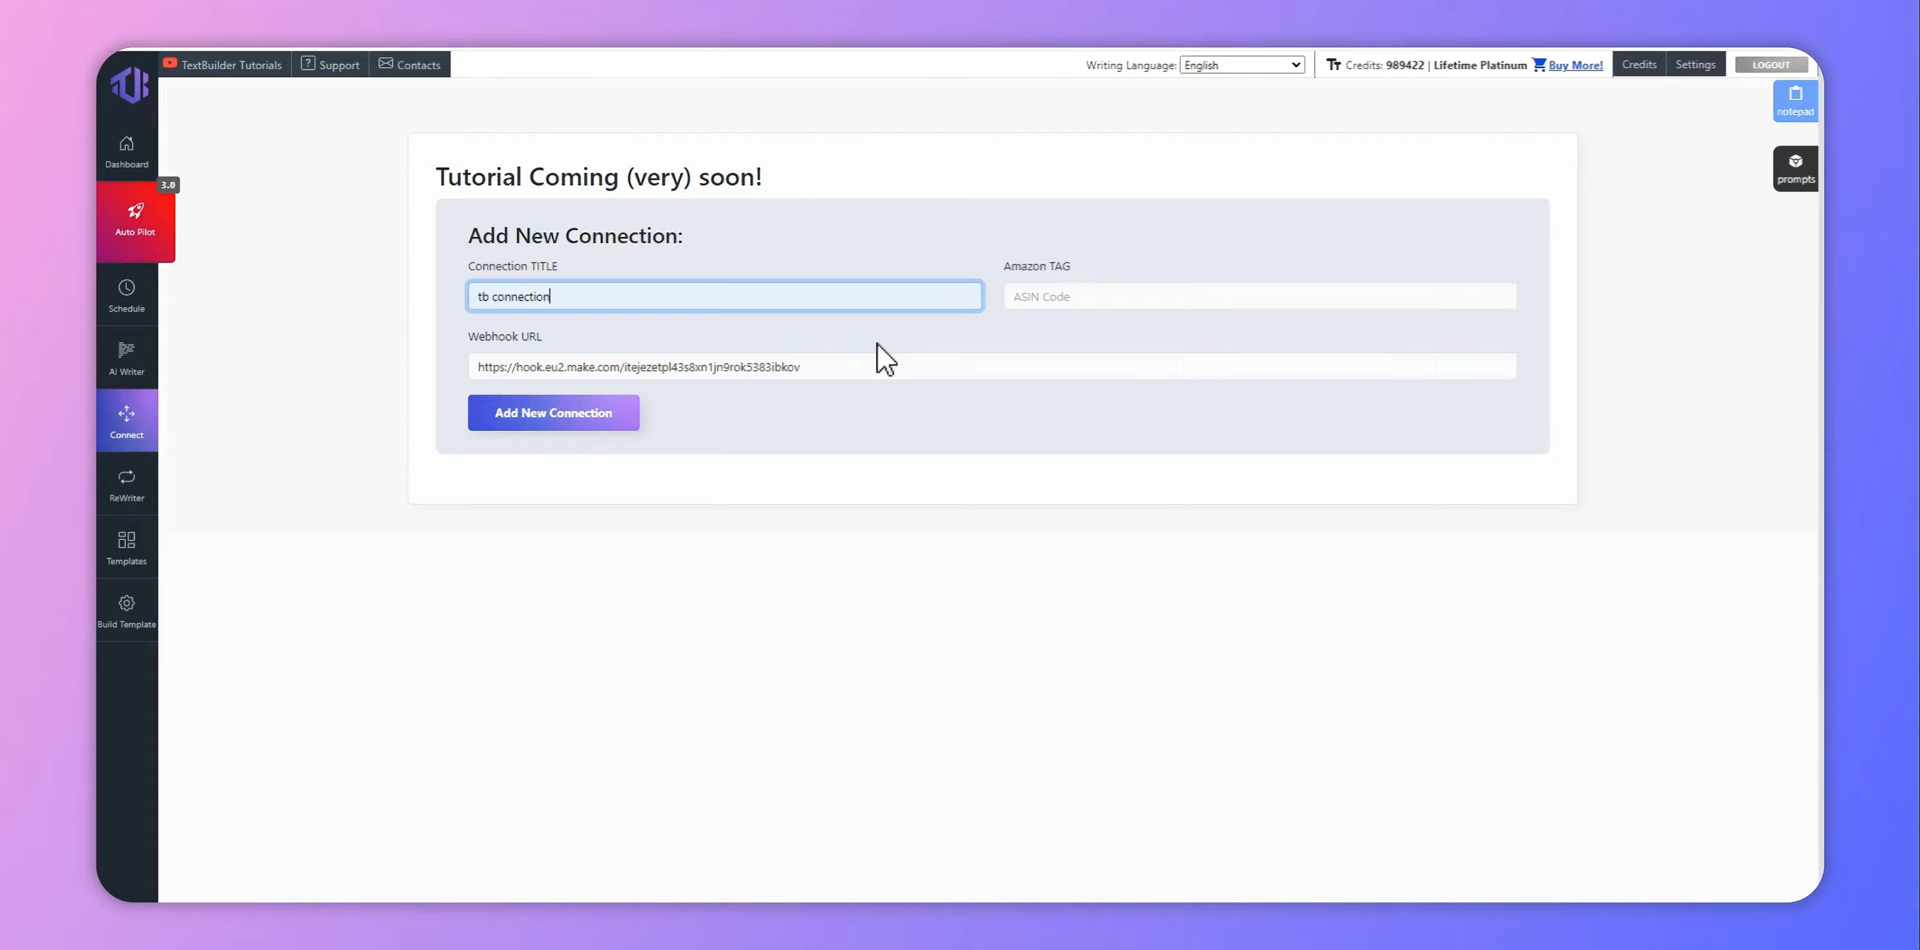 TextBuilder Tutorials
Support
Contacts
Writing Language: English
Credits: 989422 | Lifetime Platinum Buy More!
Credits
Settings
LOGOUT
notepad
prompts
Dashboard
3.0
Auto Pilot
Schedule
AI Writer
Connect
ReWriter
Templates
Build Template
Tutorial Coming (very) soon!
Add New Connection:
Connection TITLE
Amazon TAG
tb connection
ASIN Code
Webhook URL
https://hook.eu2.make.com/itejezetpl43s8xn1jn9rok5383ibkov
Add New Connection